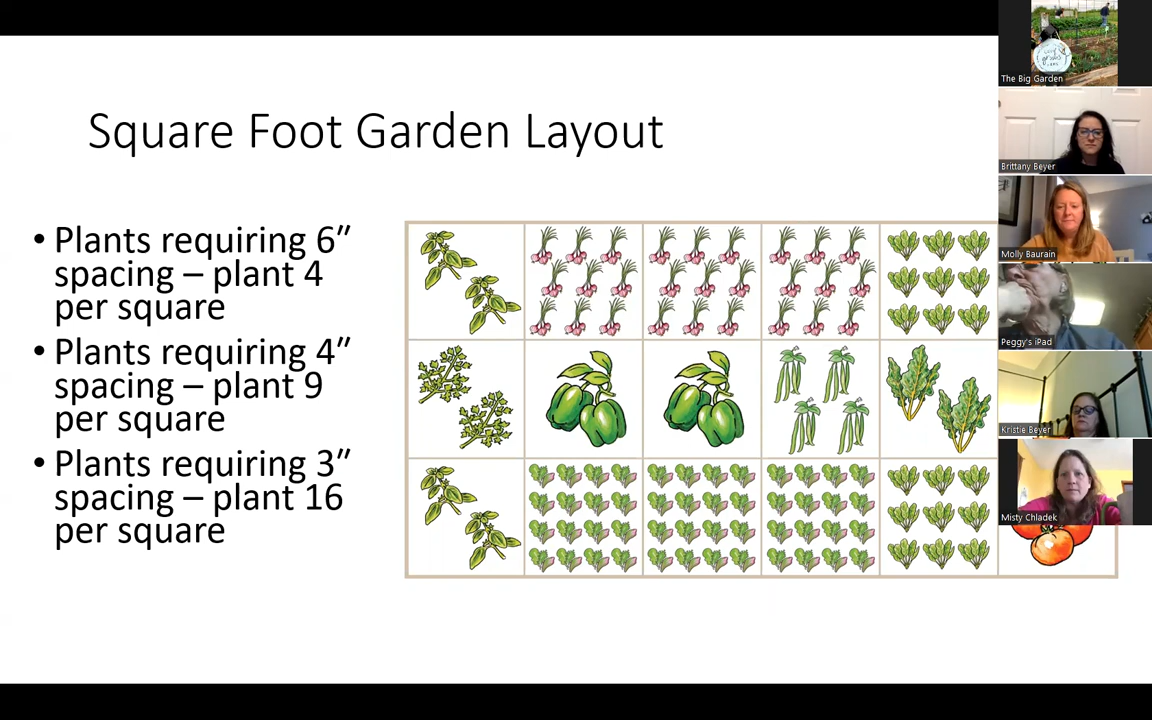 Square Foot Garden Layout
• Plants requiring 6″
spacing – plant 4
per square
• Plants requiring 4″
spacing – plant 9
per square
• Plants requiring 3″
spacing – plant 16
per square
The Big Garden
Brittany Beyer
Molly Baurain
Peggy's iPad
Kristie Beyer
Misty Chladek